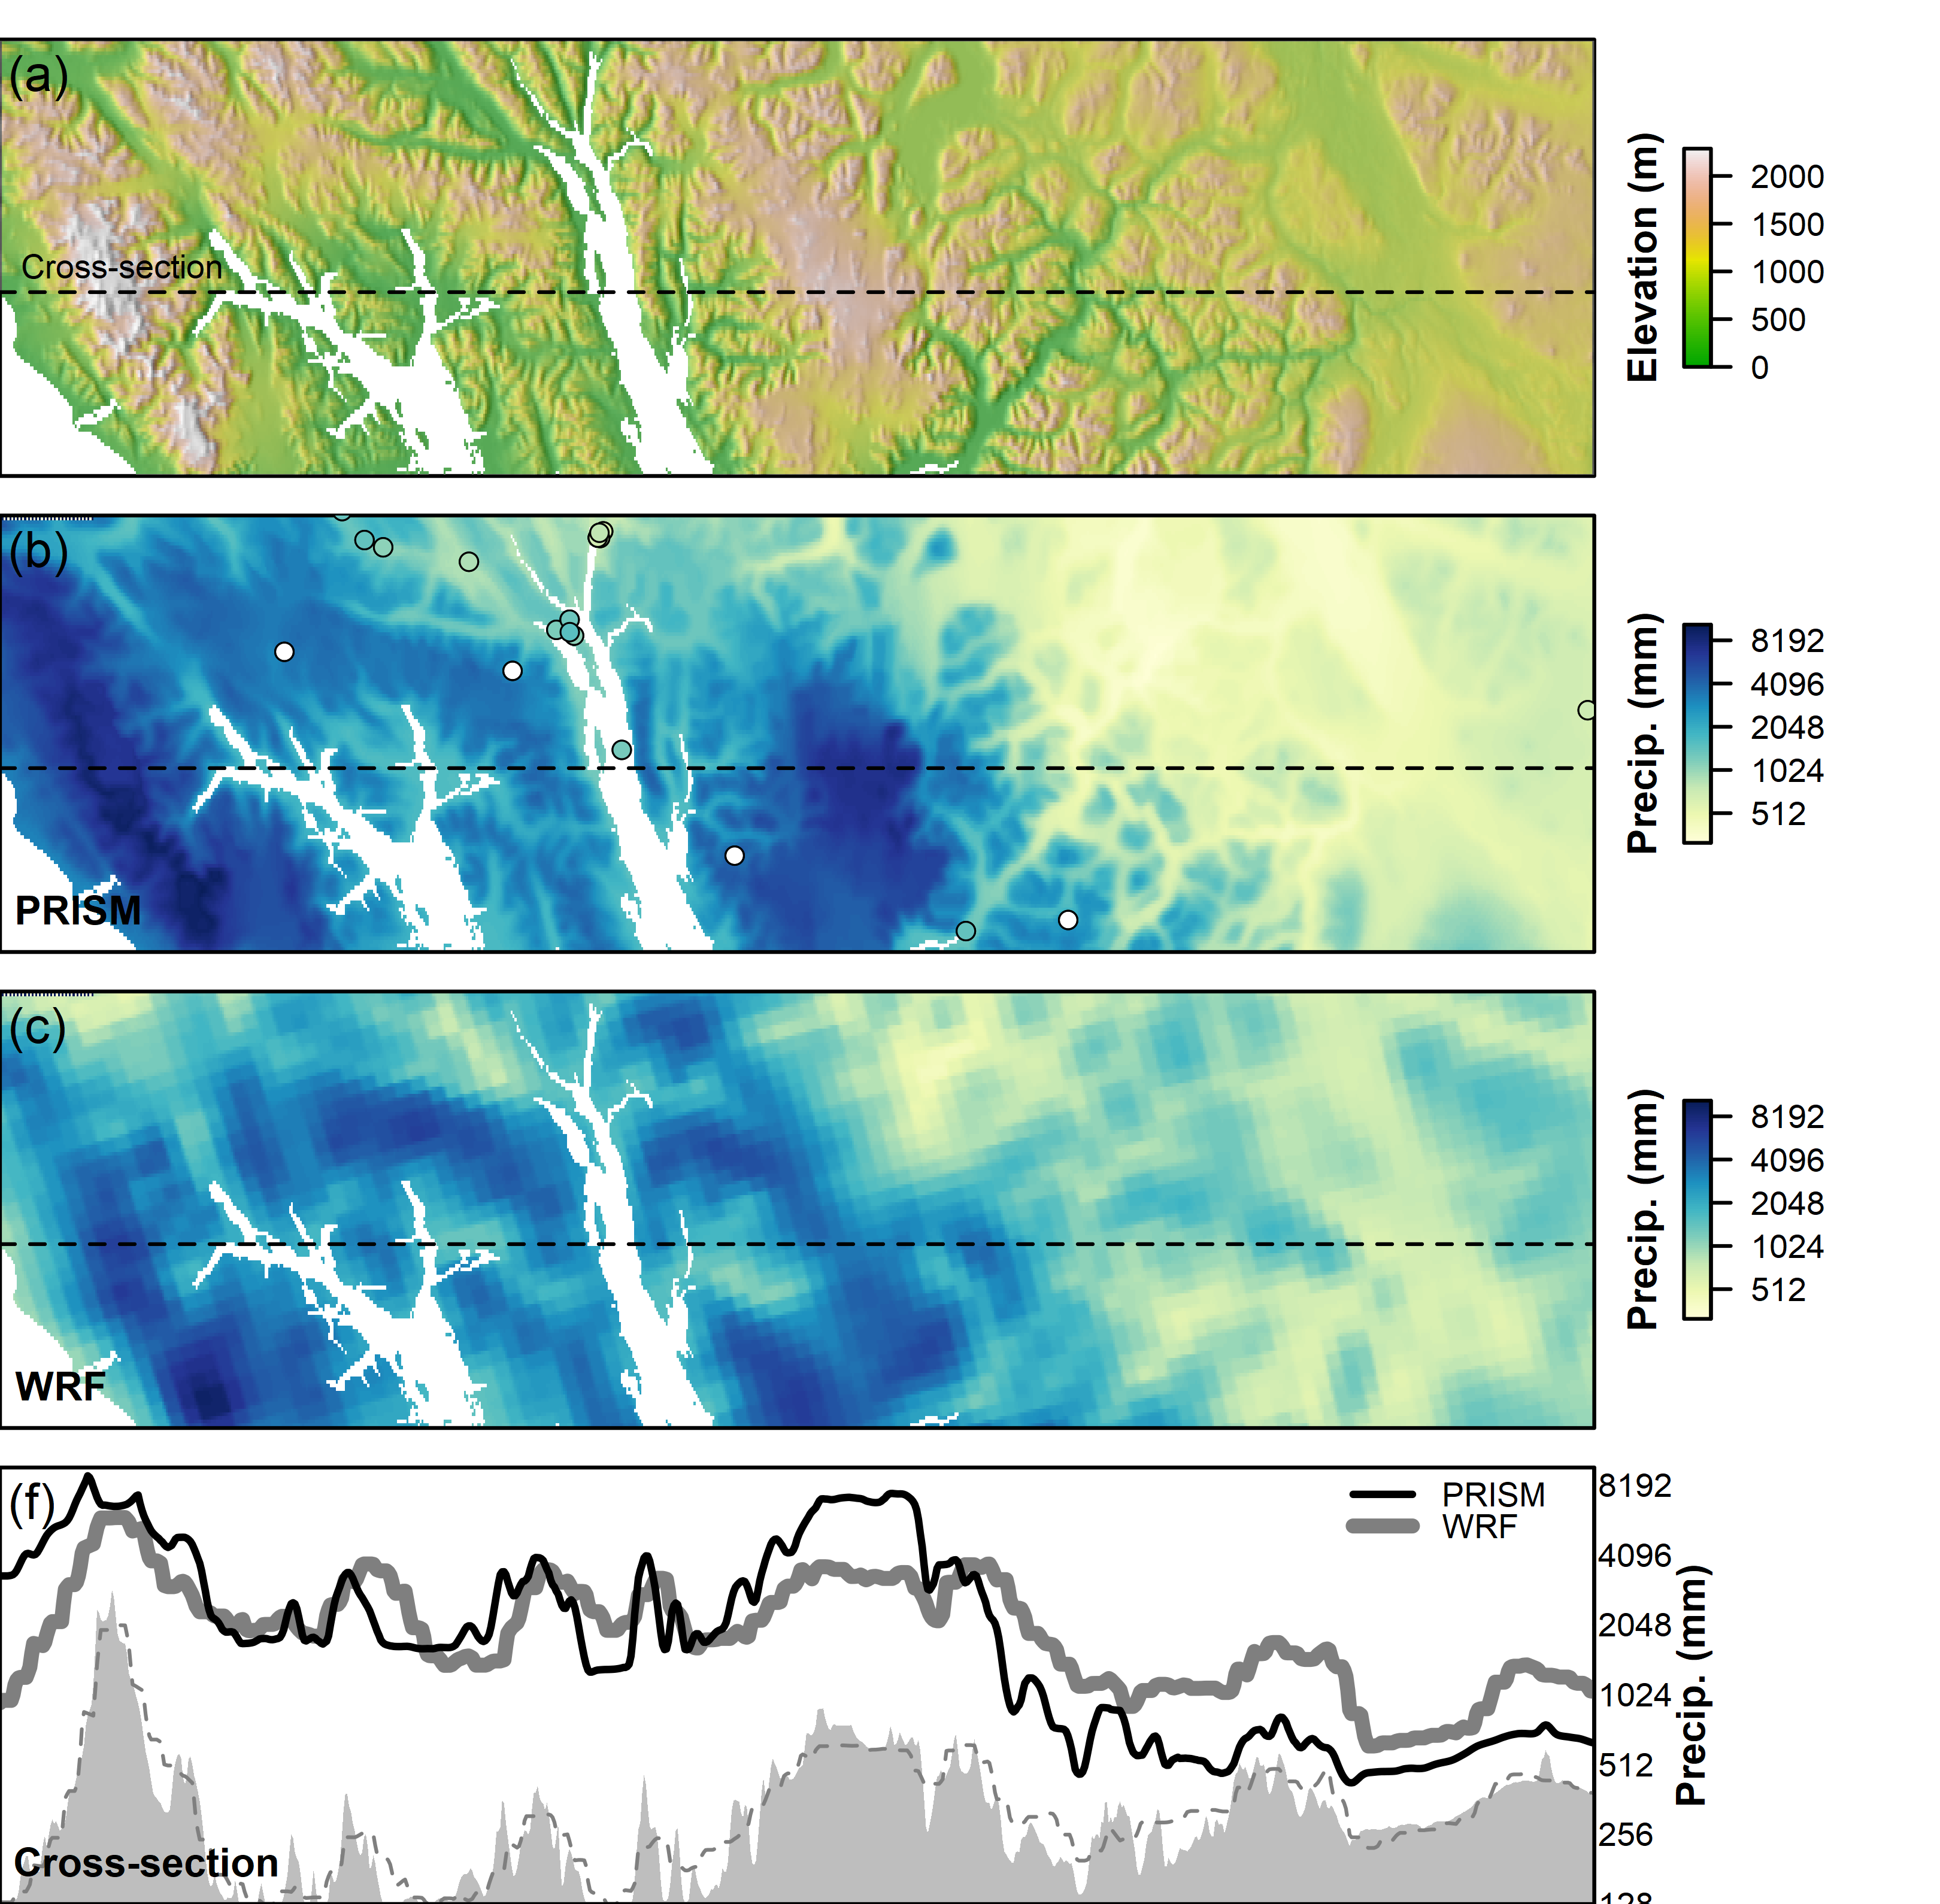 (a)
Cross-section
Elevation (m)
2000
1500
1000
500
0
(b)
PRISM
Precip. (mm)
8192
4096
2048
1024
512
(c)
WRF
Precip. (mm)
8192
4096
2048
1024
512
(f)
PRISM
WRF
Cross-section
8192
4096
2048
1024
512
256
128
Precip. (mm)